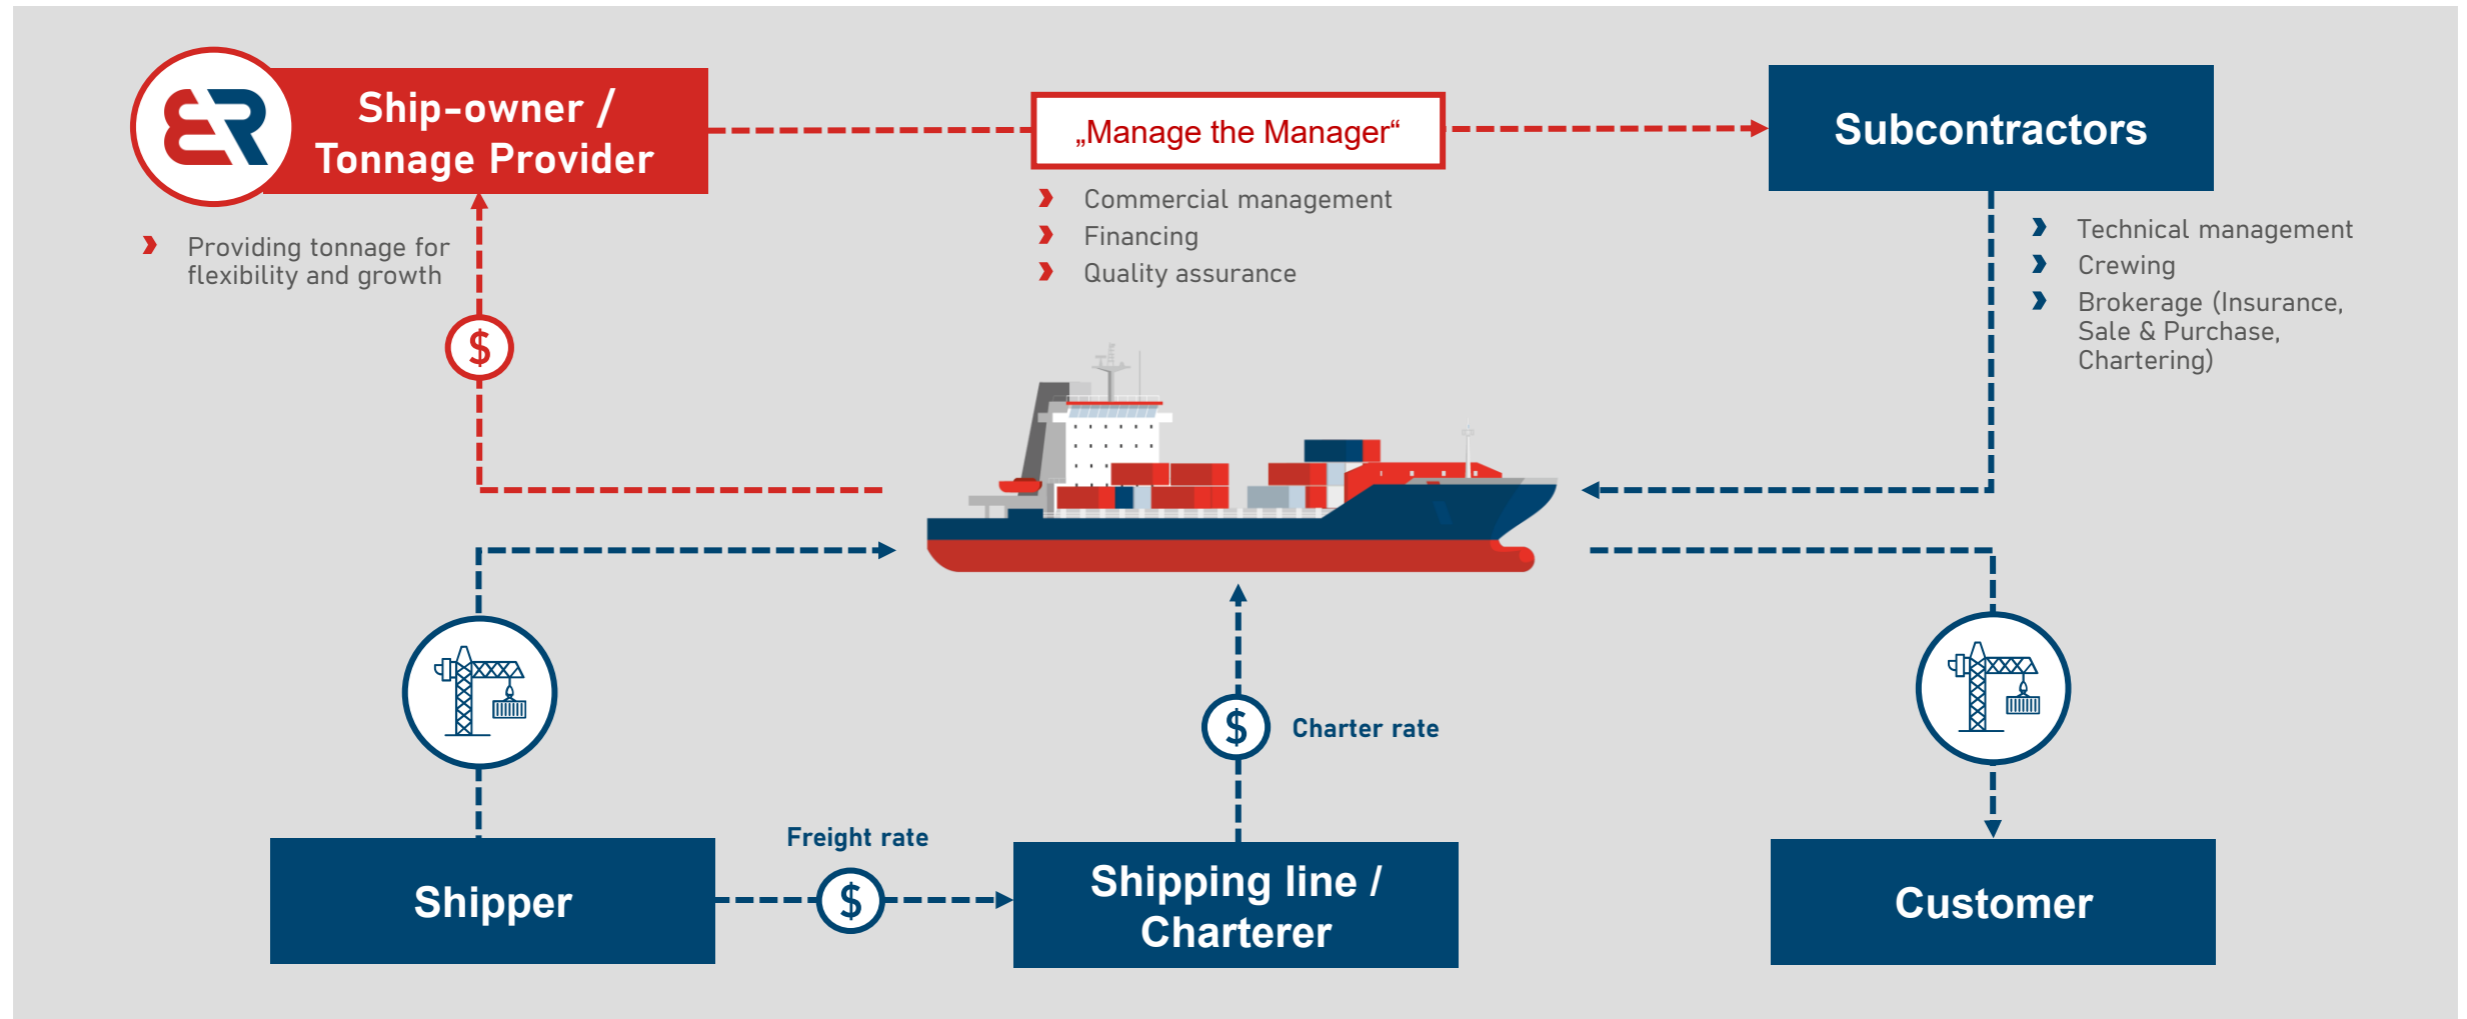 ER
Ship-owner /
Tonnage Provider
Providing tonnage for
flexibility and growth
„Manage the Manager“
Commercial management
Financing
Quality assurance
Subcontractors
Technical management
Crewing
Brokerage (Insurance,
Sale & Purchase,
Chartering)
$
$
Charter rate
Freight rate
$
Shipper
Shipping line /
Charterer
Customer